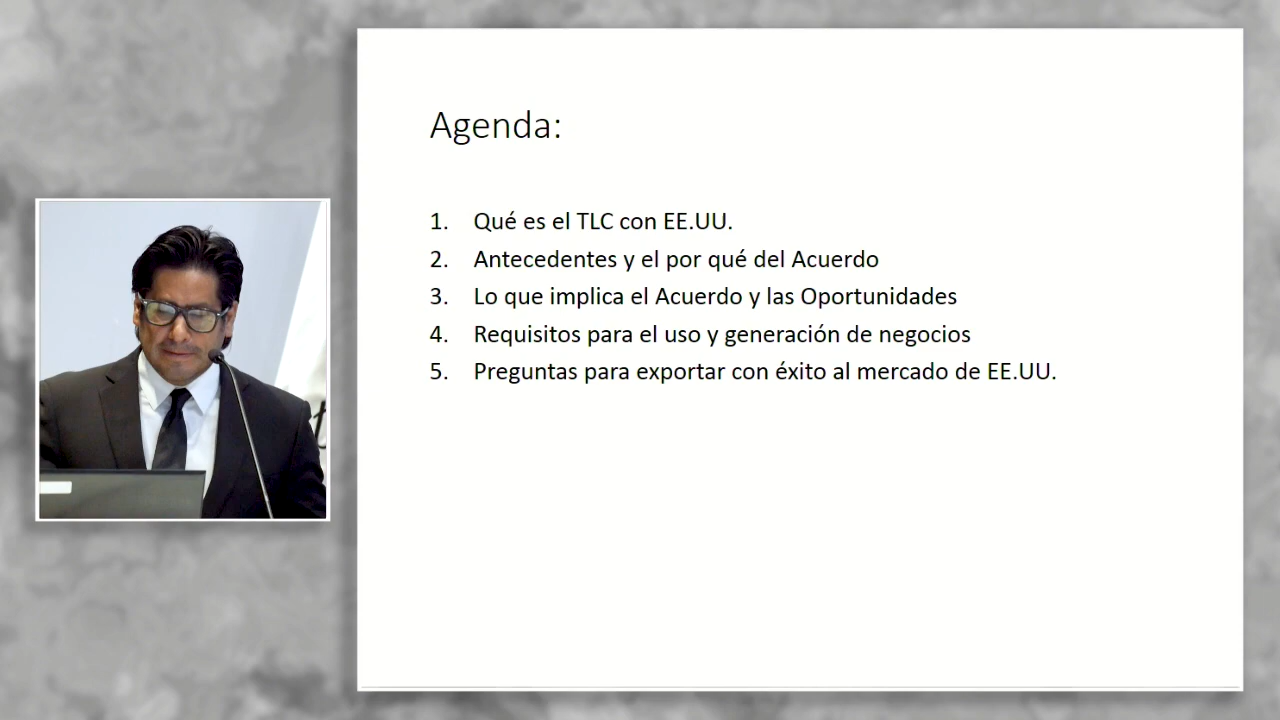 Agenda:
1. Qué es el TLC con EE.UU.
2. Antecedentes y el por qué del Acuerdo
3. Lo que implica el Acuerdo y las Oportunidades
4. Requisitos para el uso y generación de negocios
5. Preguntas para exportar con éxito al mercado de EE.UU.